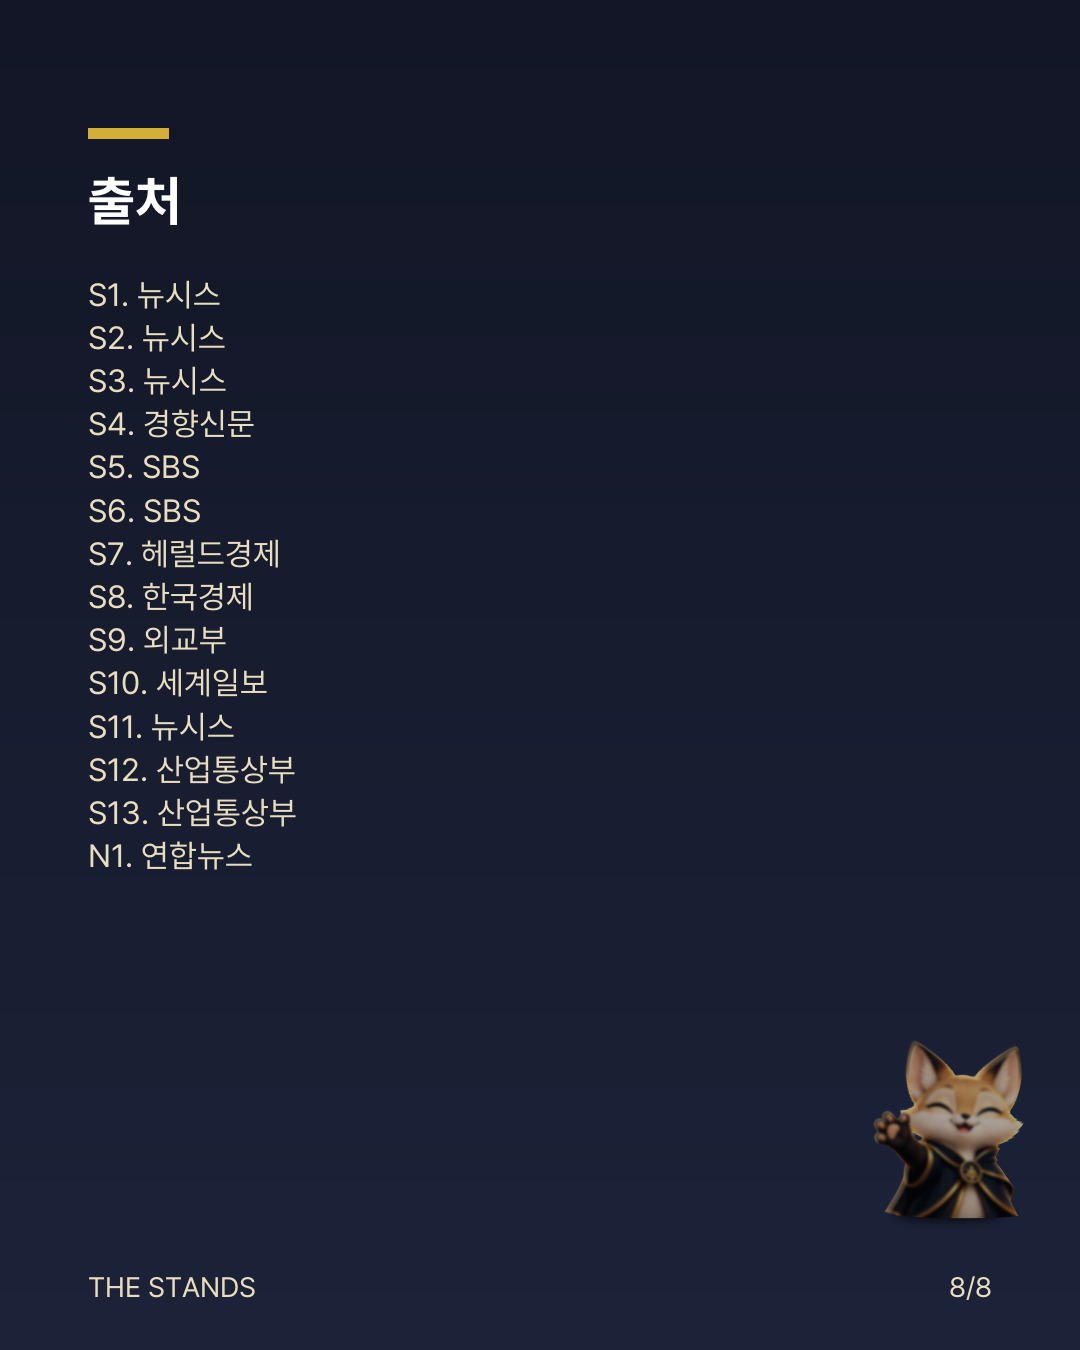 출처
S1. 뉴시스
S2. 뉴시스
S3. 뉴시스
S4. 경향신문
S5. SBS
S6. SBS
S7. 헤럴드경제
S8. 한국경제
S9. 외교부
S10. 세계일보
S11. 뉴시스
S12. 산업통상부
S13. 산업통상부
N1. 연합뉴스
THE STANDS
8/8